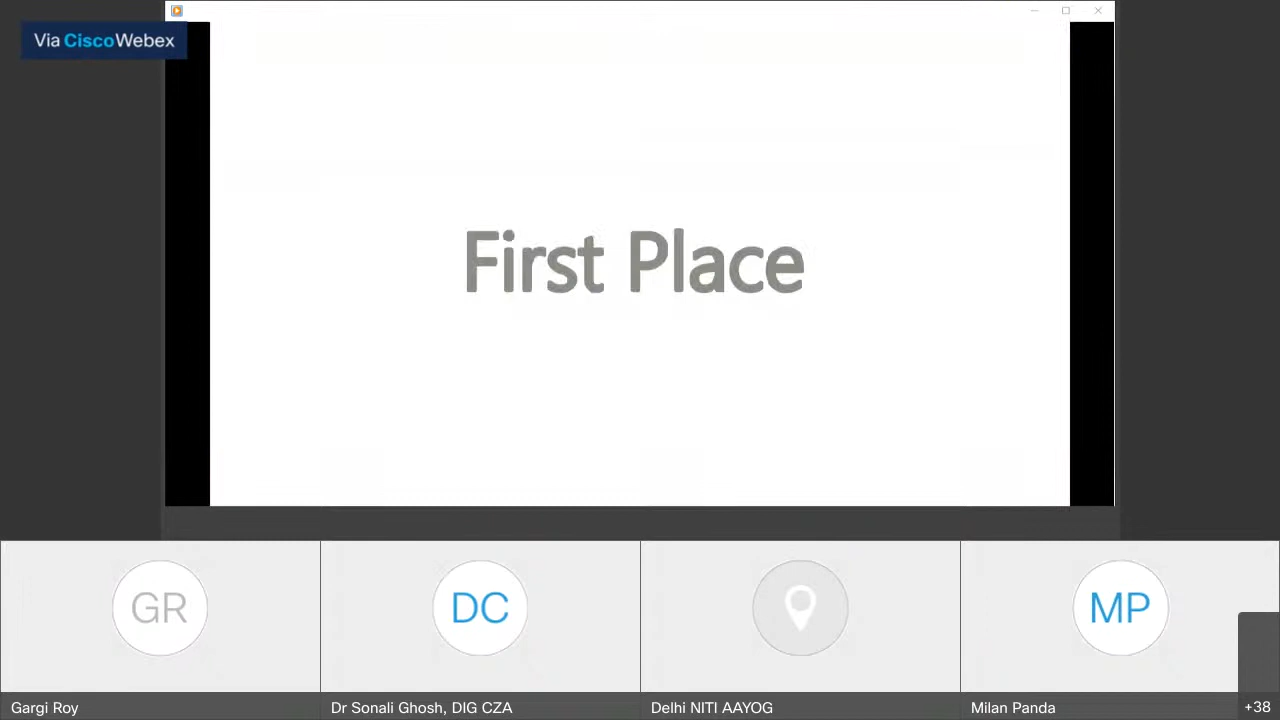 Via CiscoWebex
First Place
GR
DC
MP
Gargi Roy
Dr Sonali Ghosh, DIG CZA
Delhi NITI AAYOG
Milan Panda
+38